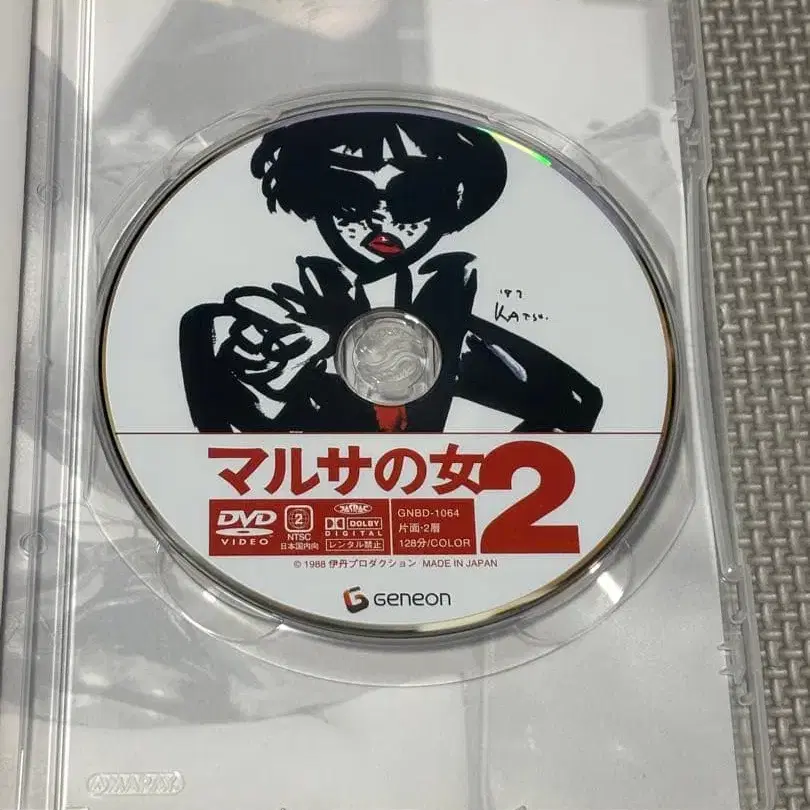 '87
KATSU.
マルサの女2
DVD
VIDEO
2
NTSC
日本国内向
JASRAC
DOLBY
DIGITAL
レンタル禁止
GNBD-1064
片面・2層
128分/COLOR
© 1988 伊丹プロダクション MADE IN JAPAN
Geneon